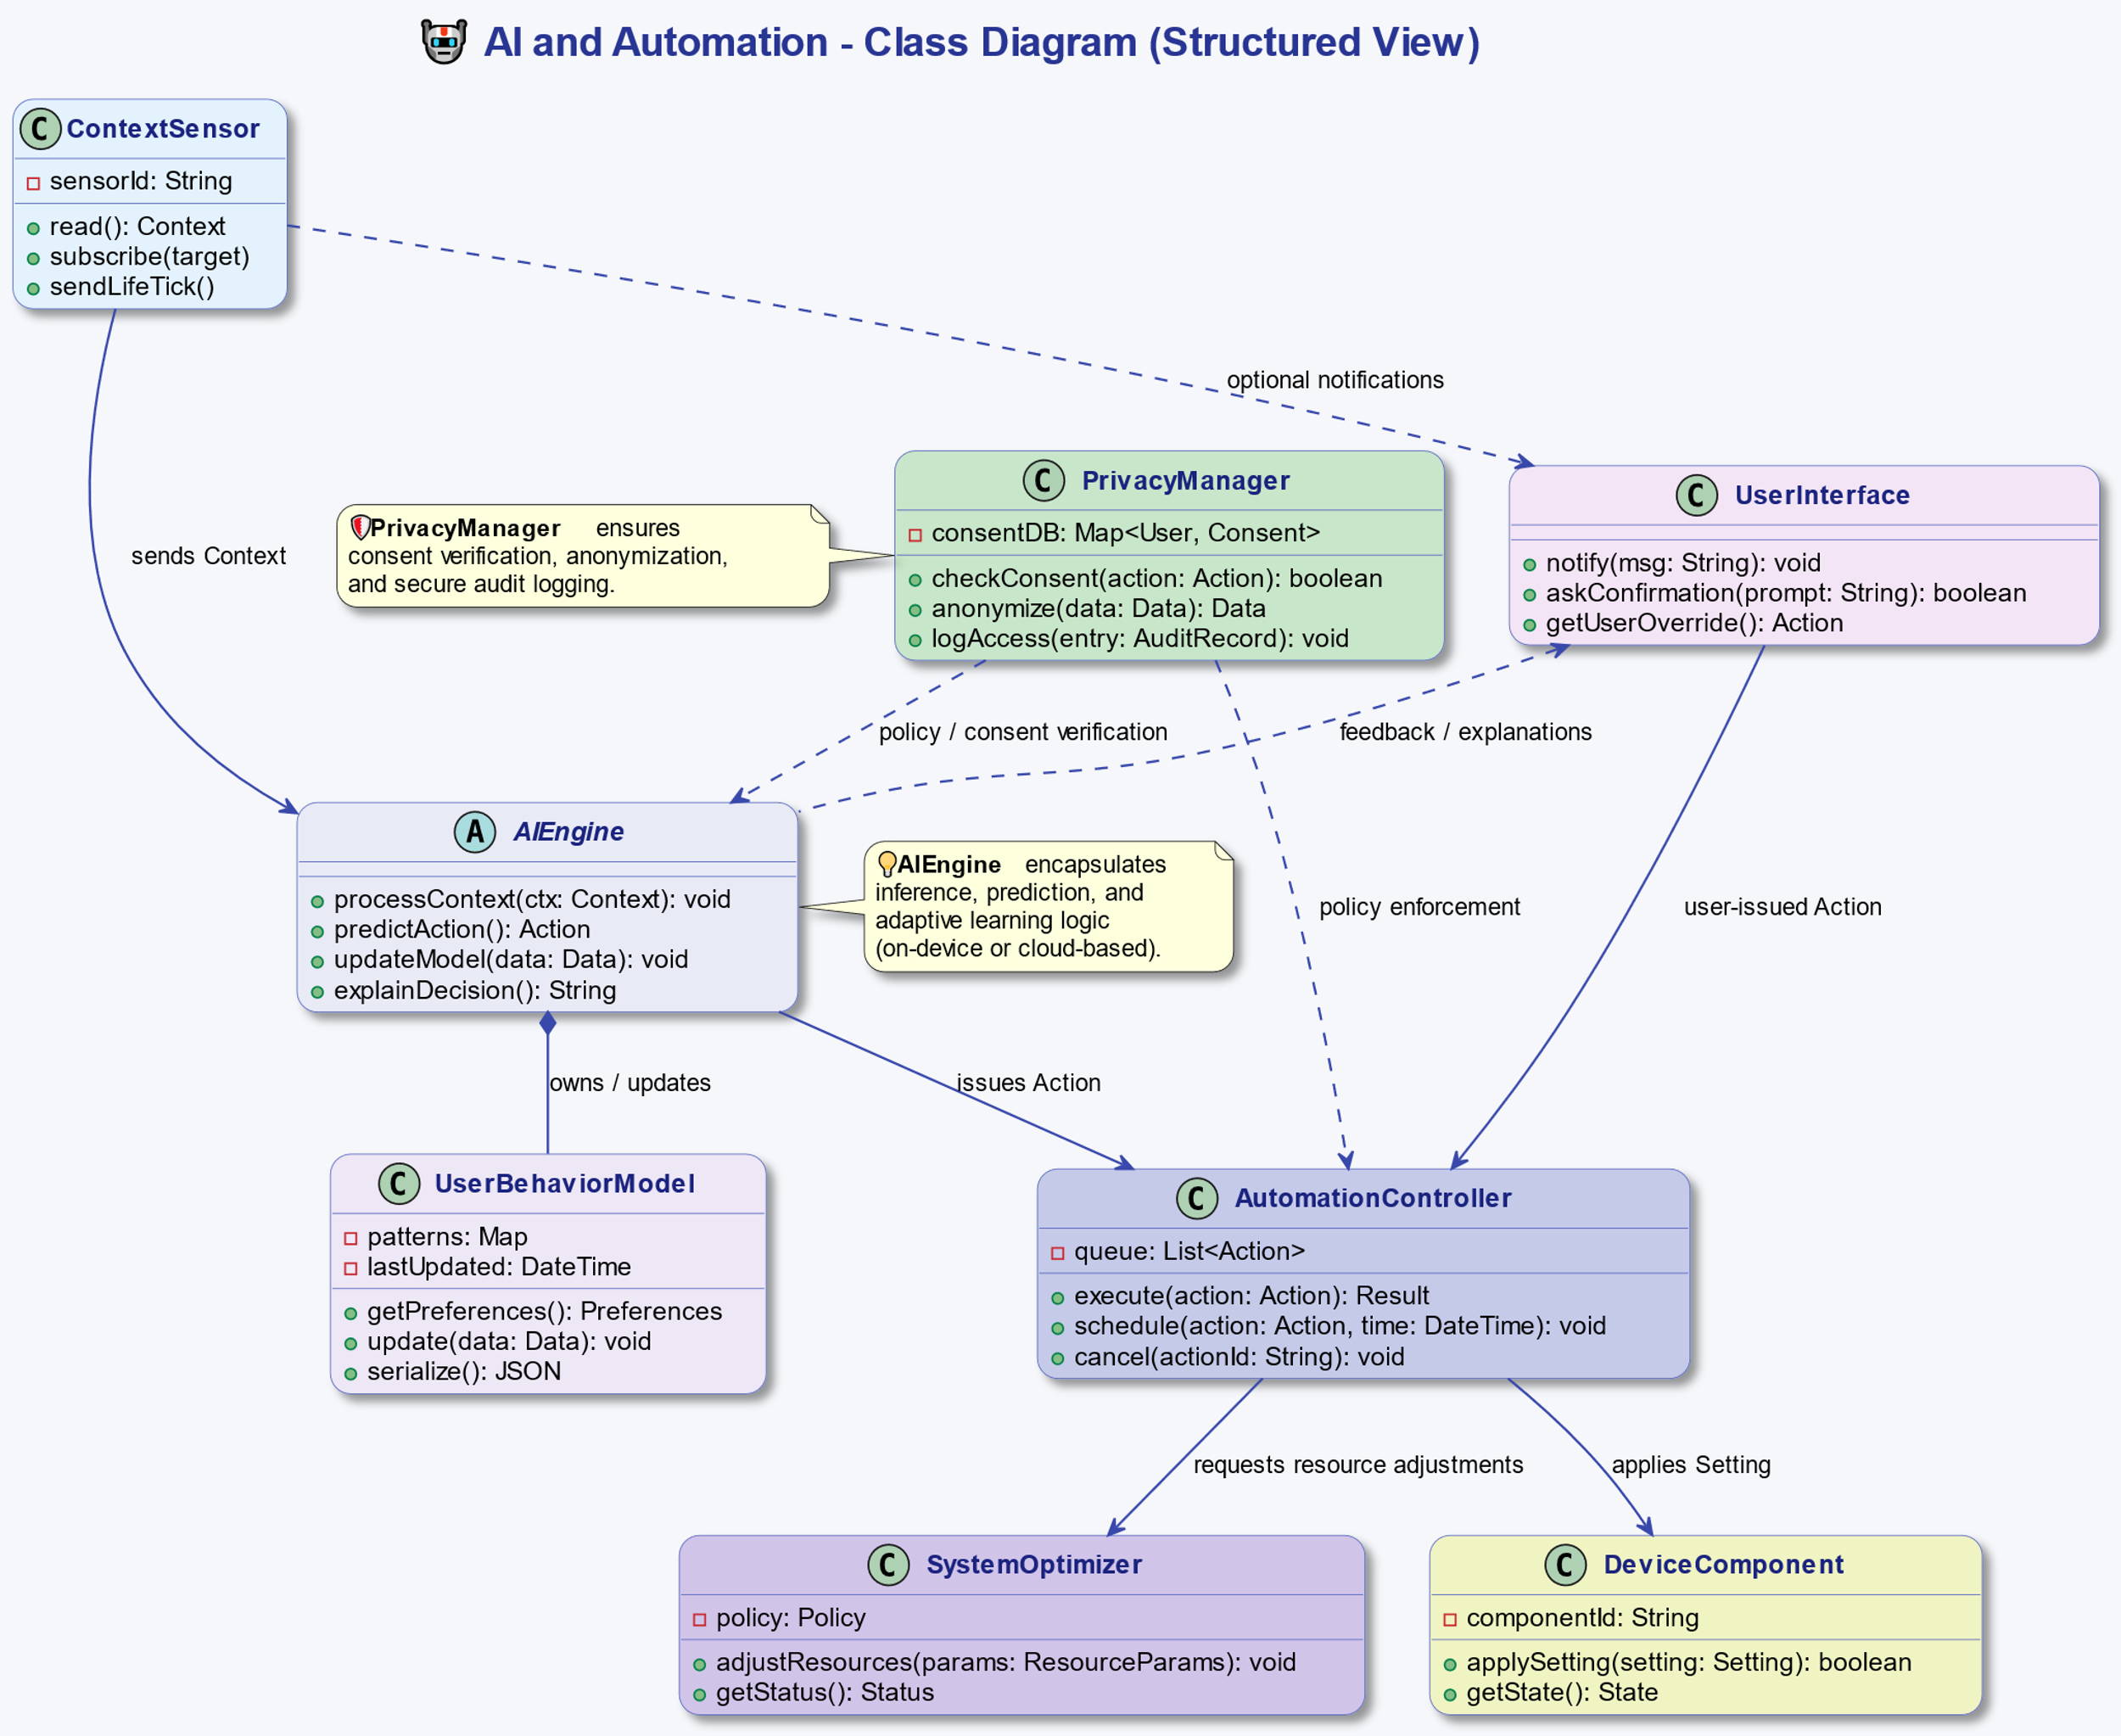 AI and Automation - Class Diagram (Structured View)
C ContextSensor
sensorId: String
read(): Context
subscribe(target)
sendLifeTick()
optional notifications
sends Context
PrivacyManager ensures
consent verification, anonymization,
and secure audit logging.
C PrivacyManager
consentDB: Map<User, Consent>
checkConsent(action: Action): boolean
anonymize(data: Data): Data
logAccess(entry: AuditRecord): void
C UserInterface
notify(msg: String): void
askConfirmation(prompt: String): boolean
getUserOverride(): Action
policy / consent verification
feedback / explanations
A AIEngine
processContext(ctx: Context): void
predictAction(): Action
updateModel(data: Data): void
explainDecision(): String
AIEngine encapsulates
inference, prediction, and
adaptive learning logic
(on-device or cloud-based).
policy enforcement
user-issued Action
owns / updates
issues Action
C UserBehaviorModel
patterns: Map
lastUpdated: DateTime
getPreferences(): Preferences
update(data: Data): void
serialize(): JSON
C AutomationController
queue: List<Action>
execute(action: Action): Result
schedule(action: Action, time: DateTime): void
cancel(actionId: String): void
requests resource adjustments
applies Setting
C SystemOptimizer
policy: Policy
adjustResources(params: ResourceParams): void
getStatus(): Status
C DeviceComponent
componentId: String
applySetting(setting: Setting): boolean
getState(): State